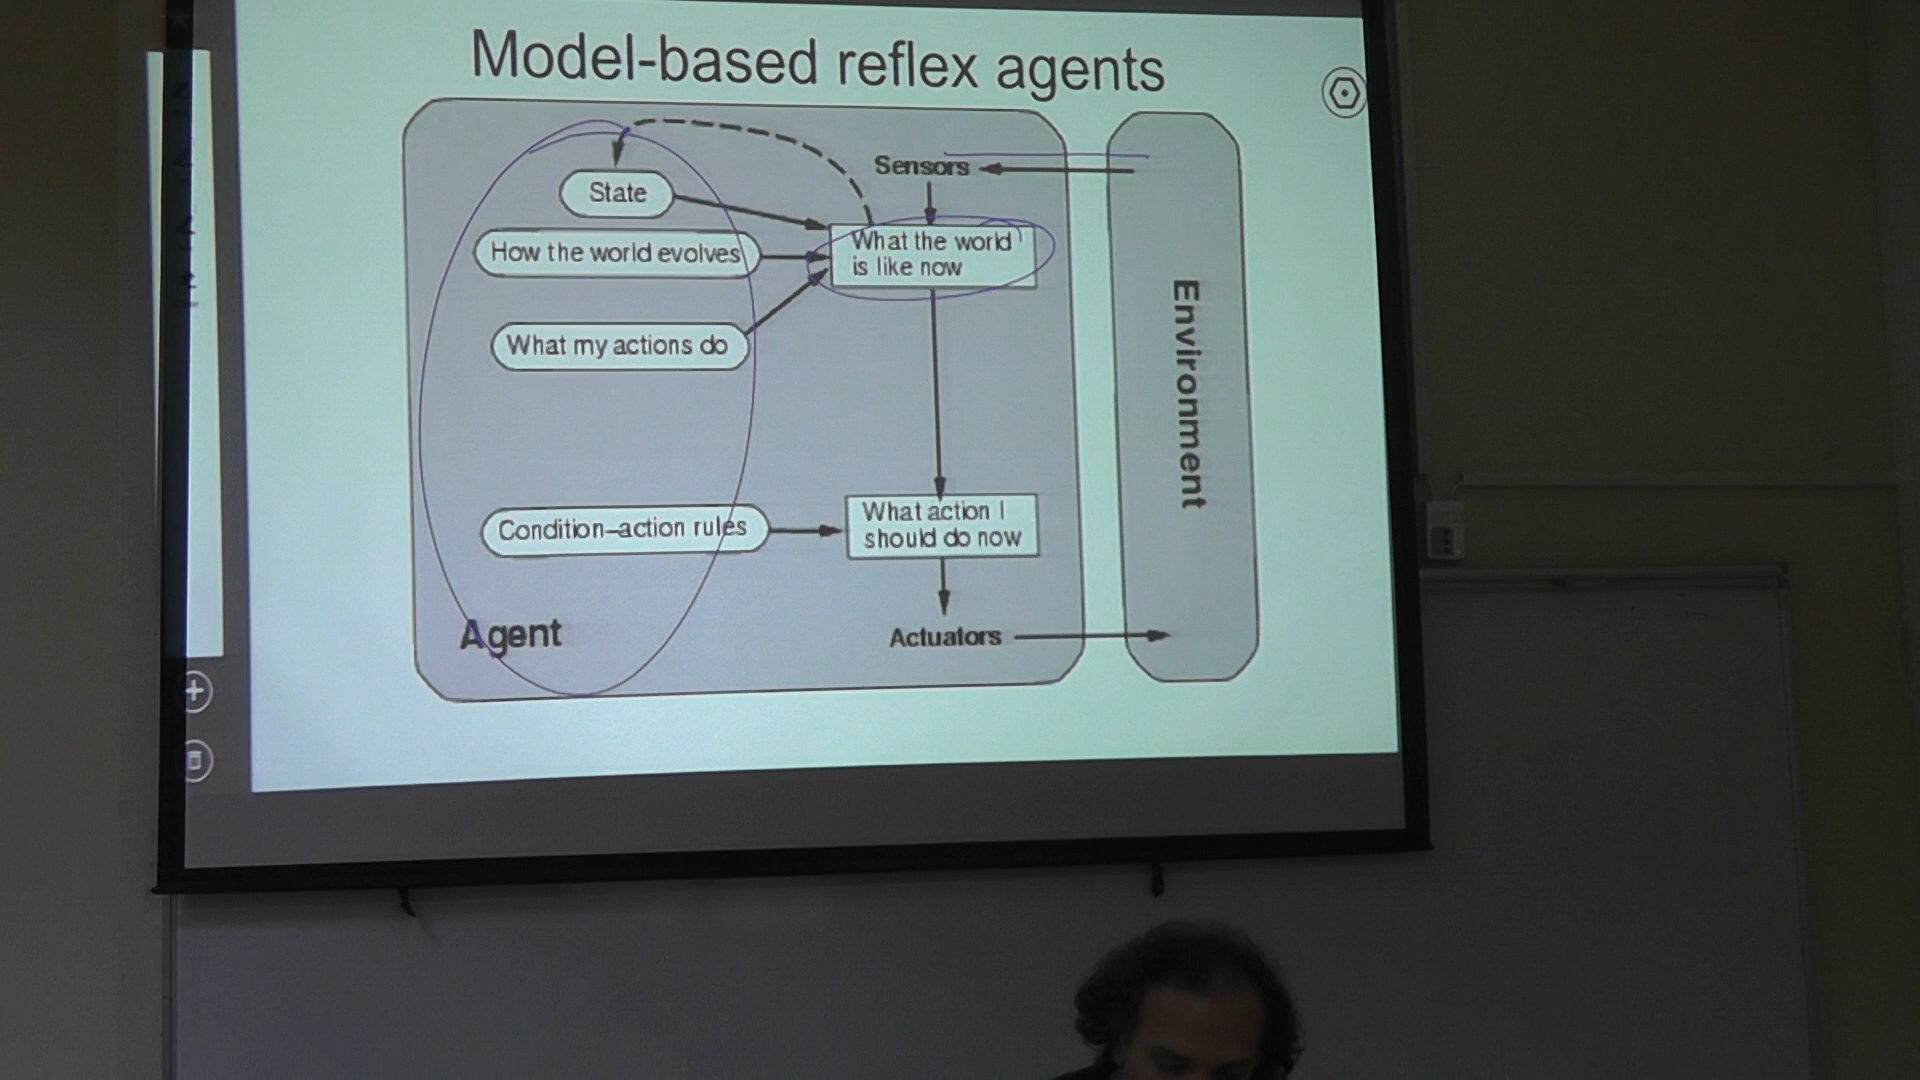 Model-based reflex agents
Sensors
State
What the world
is like now
How the world evolves
What my actions do
Environment
Condition–action rules
What action I
should do now
Agent
Actuators